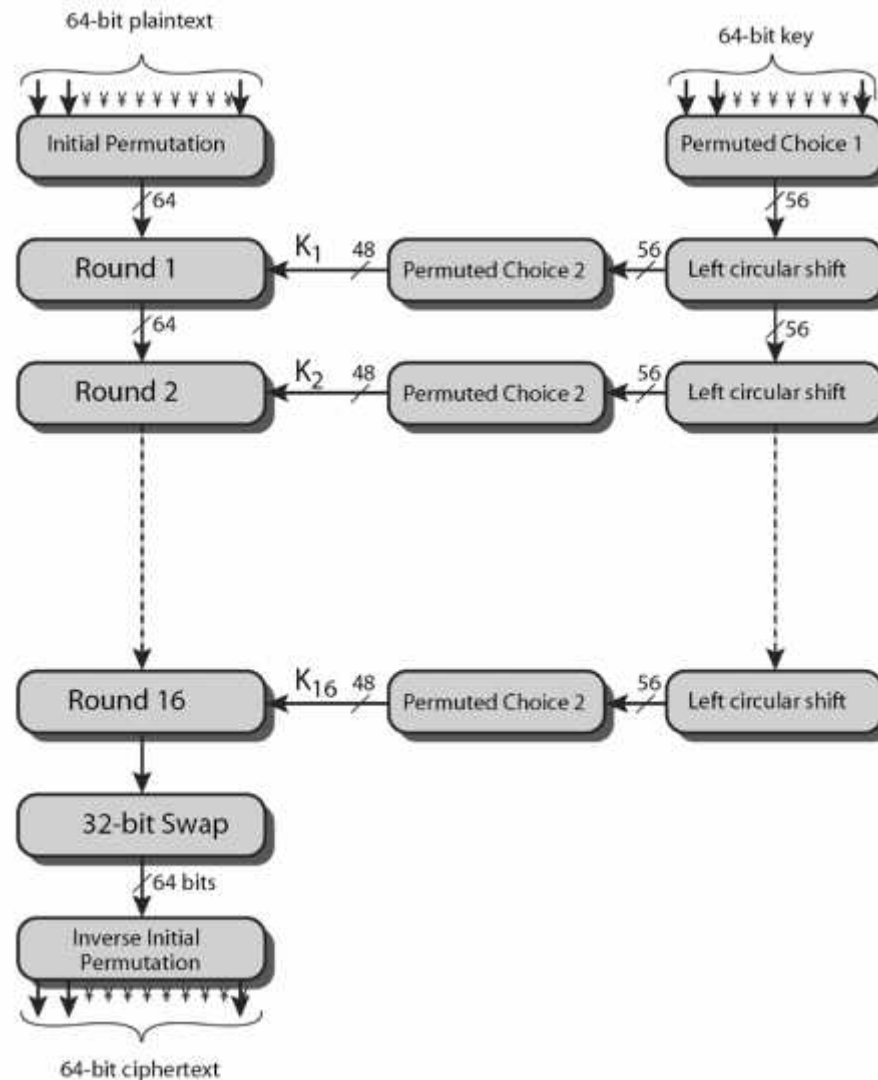 64-bit plaintext
64-bit key
¥ ¥ ¥ ¥ ¥ ¥ ¥ ¥ ¥
¥ ¥ ¥ ¥ ¥ ¥ ¥ ¥
Initial Permutation
Permuted Choice 1
64
56
Round 1
K1
48
Permuted Choice 2
56
Left circular shift
64
56
Round 2
K2
48
Permuted Choice 2
56
Left circular shift
Round 16
K16
48
Permuted Choice 2
56
Left circular shift
32-bit Swap
64 bits
Inverse Initial
Permutation
¥ ¥ ¥ ¥ ¥ ¥ ¥ ¥ ¥
64-bit ciphertext